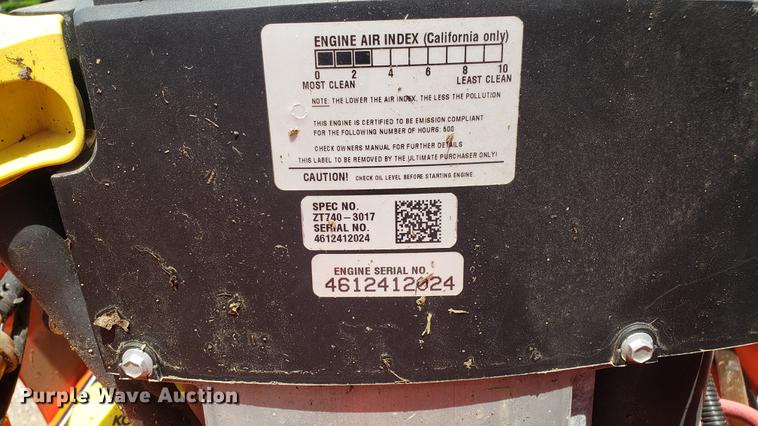 ENGINE AIR INDEX (California only)
0 2 4 6 8 10
MOST CLEAN LEAST CLEAN
NOTE: THE LOWER THE AIR INDEX, THE LESS THE POLLUTION
THIS ENGINE IS CERTIFIED TO BE EMISSION COMPLIANT
FOR THE FOLLOWING NUMBER OF HOURS: 500
CHECK OWNERS MANUAL FOR FURTHER DETAILS
THIS LABEL TO BE REMOVED BY THE ULTIMATE PURCHASER ONLY!
CAUTION! CHECK OIL LEVEL BEFORE STARTING ENGINE
SPEC NO.
ZT740-3017
SERIAL NO.
4612412024
ENGINE SERIAL NO.
4612412024
Purple Wave Auction